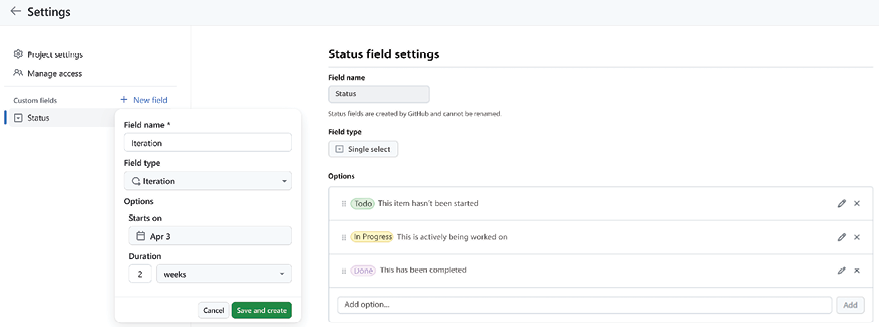 Settings
Project settings
Manage access
Custom fields
New field
Status
Field name *
Iteration
Field type
Iteration
Options
Starts on
Apr 3
Duration
2
weeks
Cancel
Save and create
Status field settings
Field name
Status
Status fields are created by GitHub and cannot be renamed.
Field type
Single select
Options
Todo This item hasn't been started
In Progress This is actively being worked on
Done This has been completed
Add option...
Add